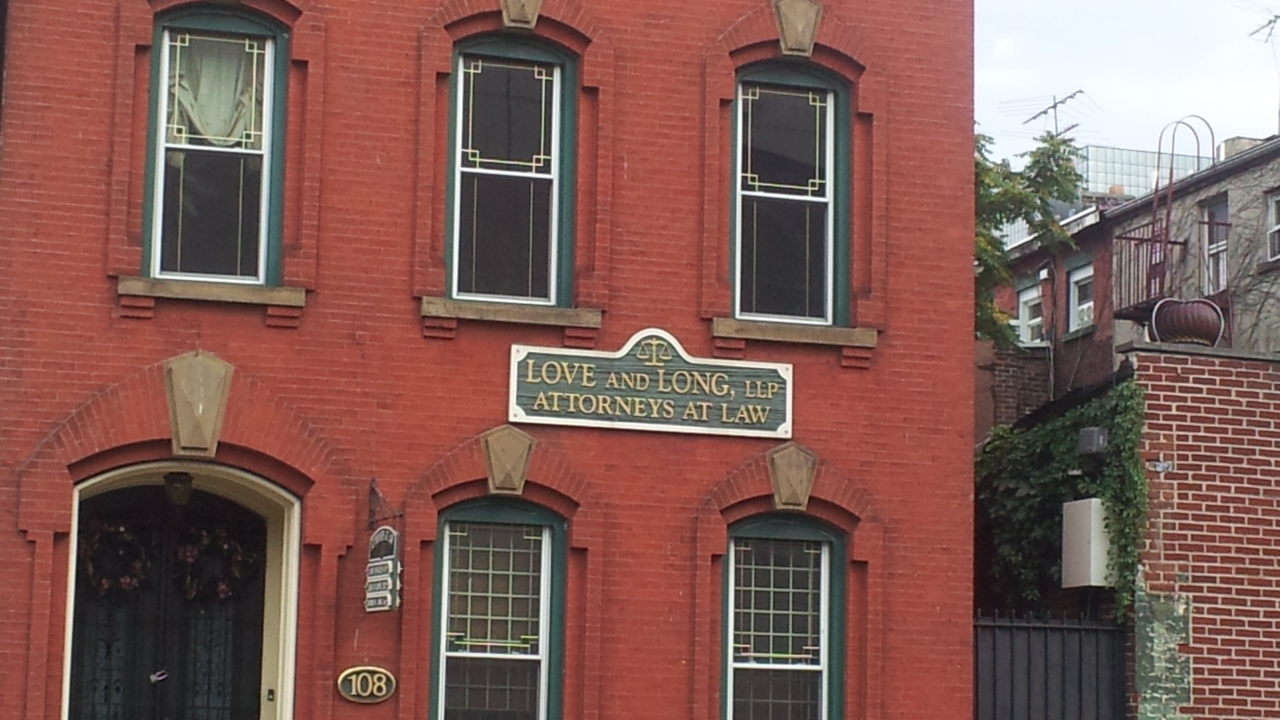 LOVE AND LONG, LLP
ATTORNEYS AT LAW
108